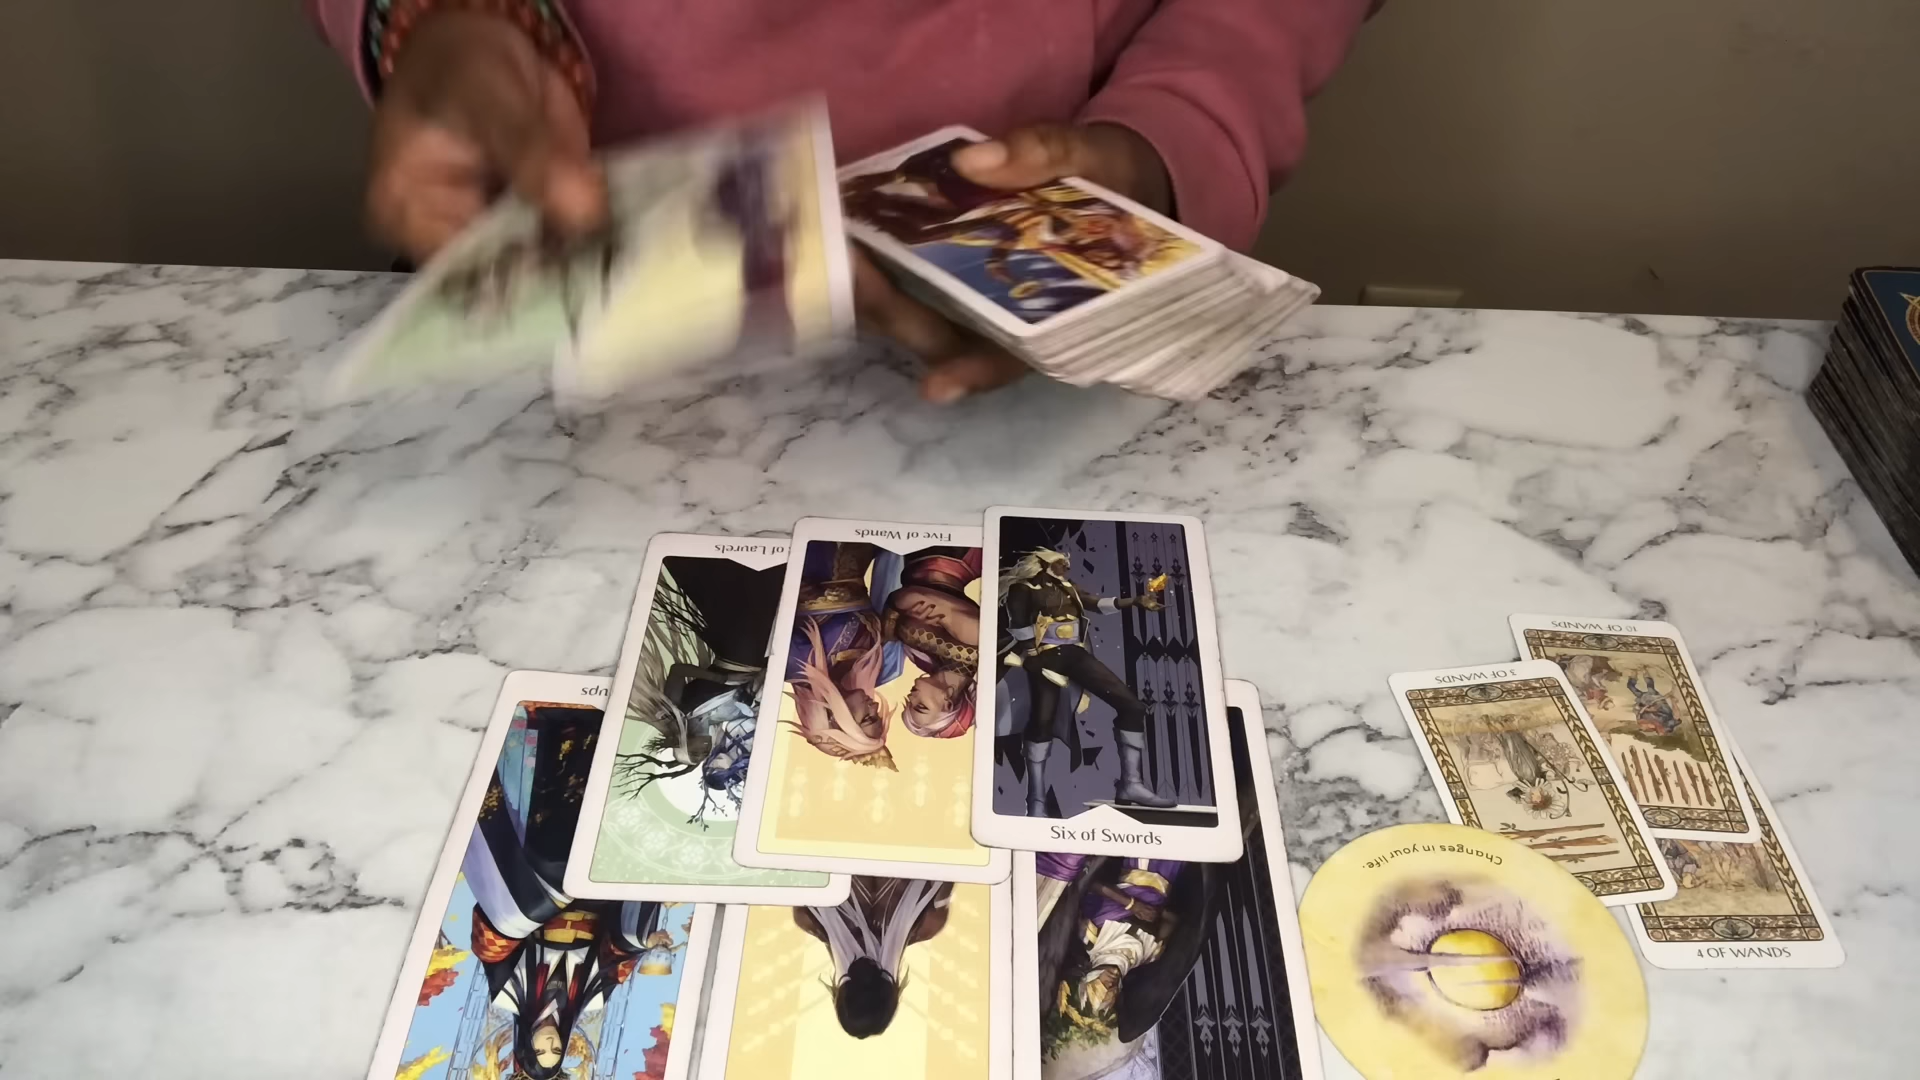 of Laurels
Five of Wands
Six of Swords
3 OF WANDS
10 OF WANDS
4 OF WANDS
Changes in your life.